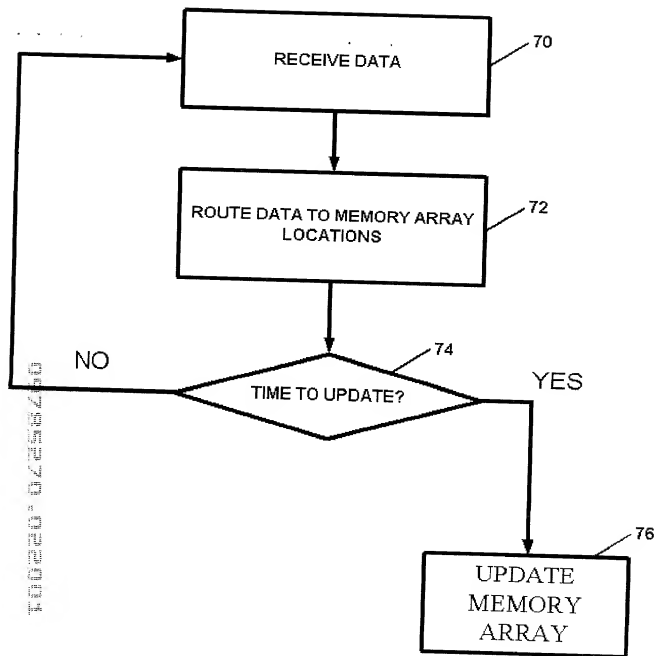 RECEIVE DATA
70
ROUTE DATA TO MEMORY ARRAY
LOCATIONS
72
74
NO
TIME TO UPDATE?
YES
76
UPDATE
MEMORY
ARRAY